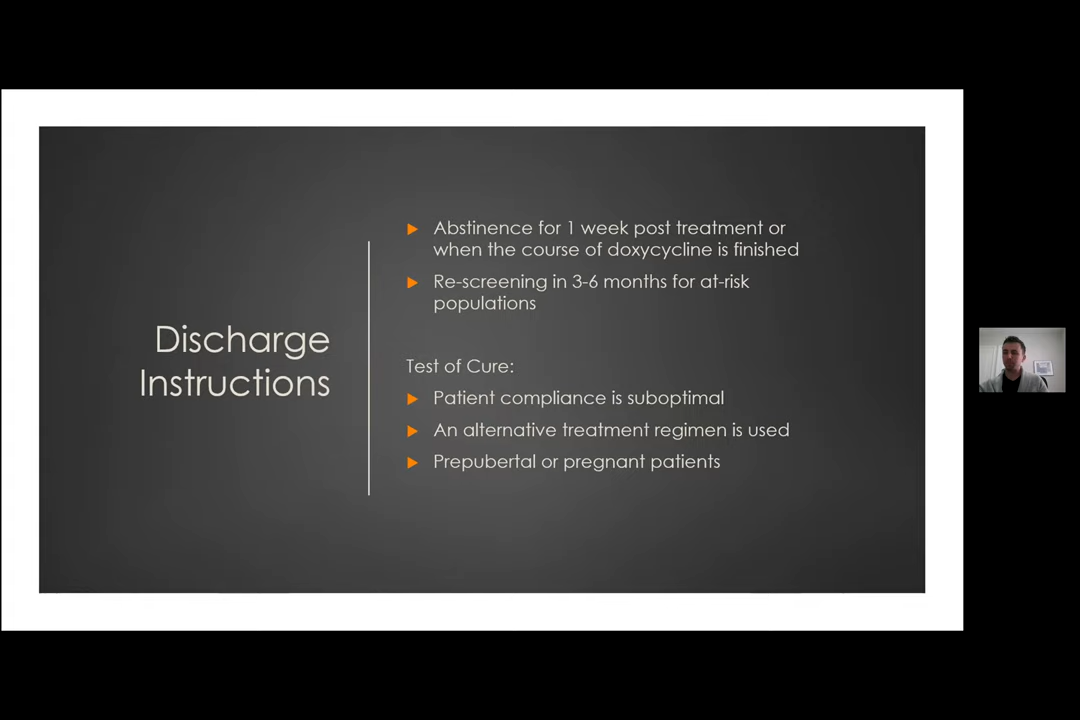 Discharge
Instructions
Abstinence for 1 week post treatment or
when the course of doxycycline is finished
Re-screening in 3-6 months for at-risk
populations
Test of Cure:
Patient compliance is suboptimal
An alternative treatment regimen is used
Prepubertal or pregnant patients